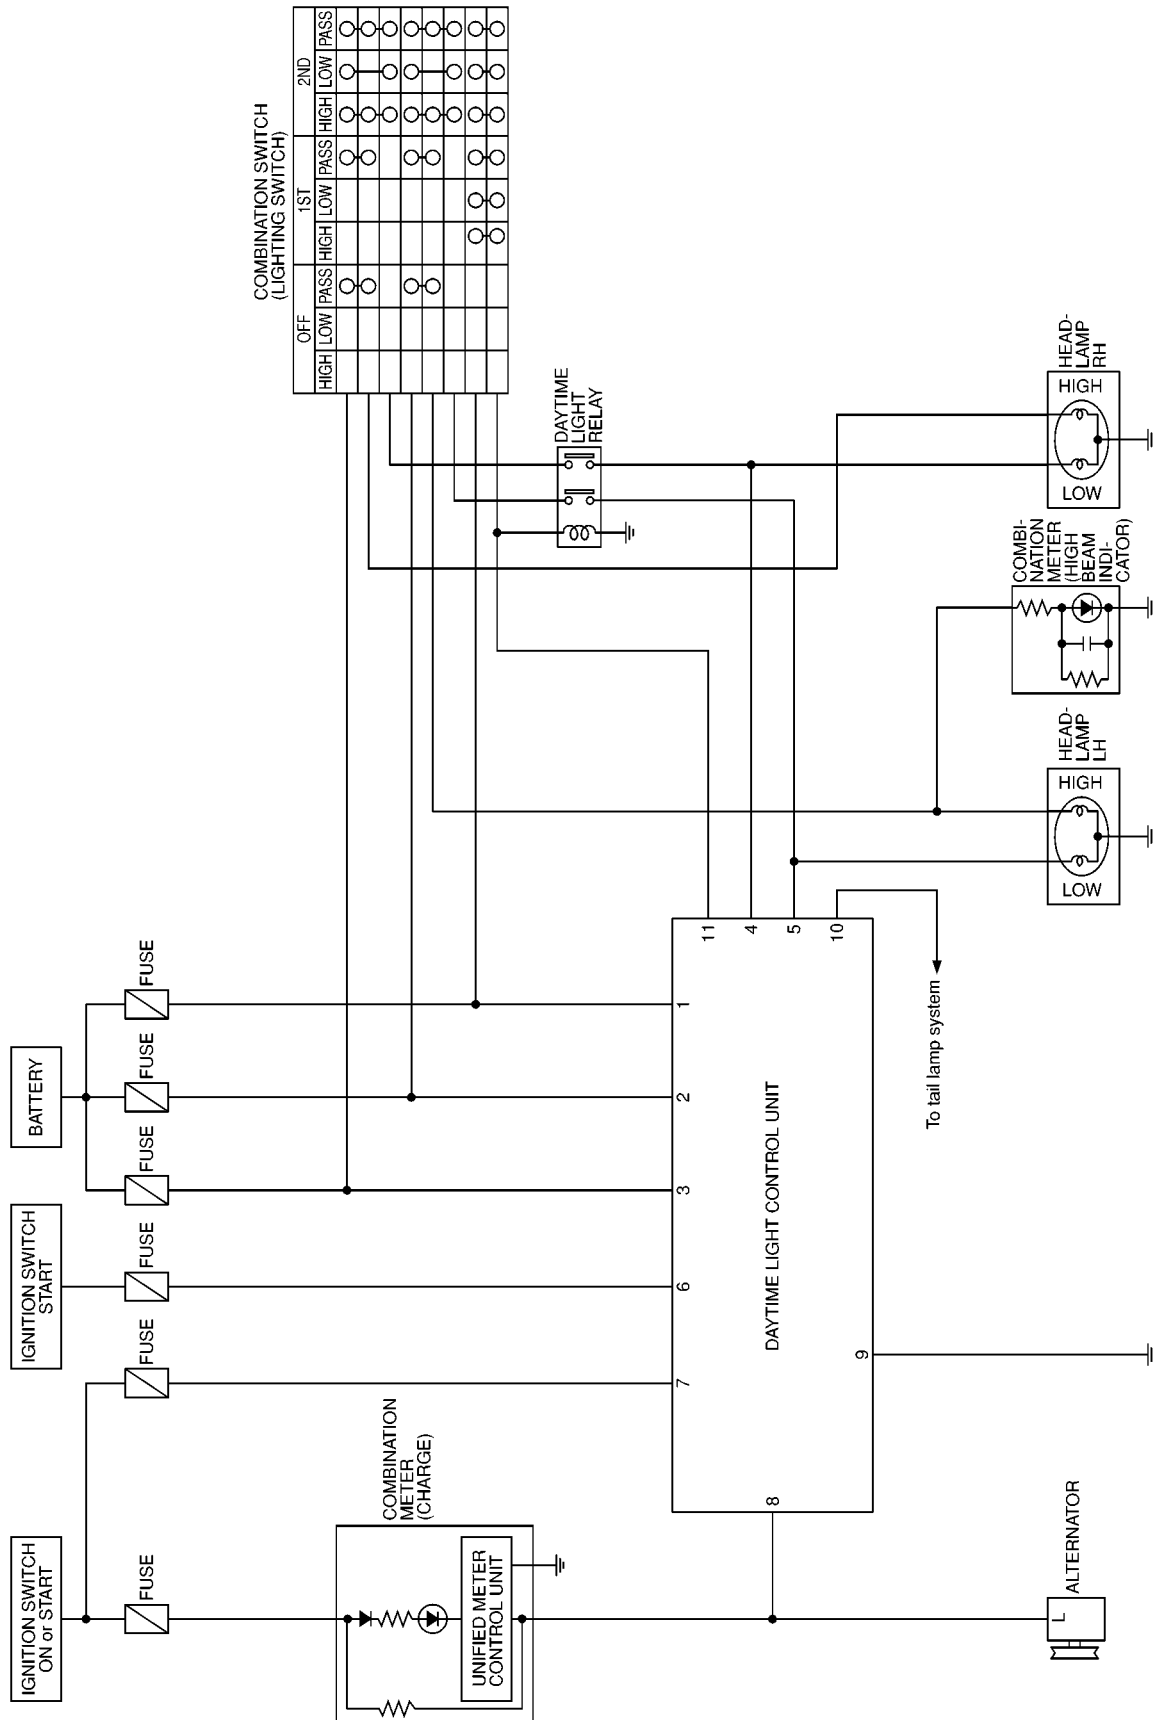 COMBINATION SWITCH
(LIGHTING SWITCH)
OFF
1ST
2ND
HIGH
LOW
PASS
HIGH
LOW
PASS
HIGH
LOW
PASS
DAYTIME
LIGHT
RELAY
HEAD-
LAMP
RH
HIGH
LOW
COMBI-
NATION
METER
(HIGH
BEAM
INDI-
CATOR)
HEAD-
LAMP
LH
HIGH
LOW
BATTERY
FUSE
FUSE
FUSE
IGNITION SWITCH
START
FUSE
FUSE
IGNITION SWITCH
ON or START
FUSE
COMBINATION
METER
(CHARGE)
UNIFIED METER
CONTROL UNIT
DAYTIME LIGHT CONTROL UNIT
1
2
3
6
7
8
9
11
4
5
10
To tail lamp system
ALTERNATOR
L